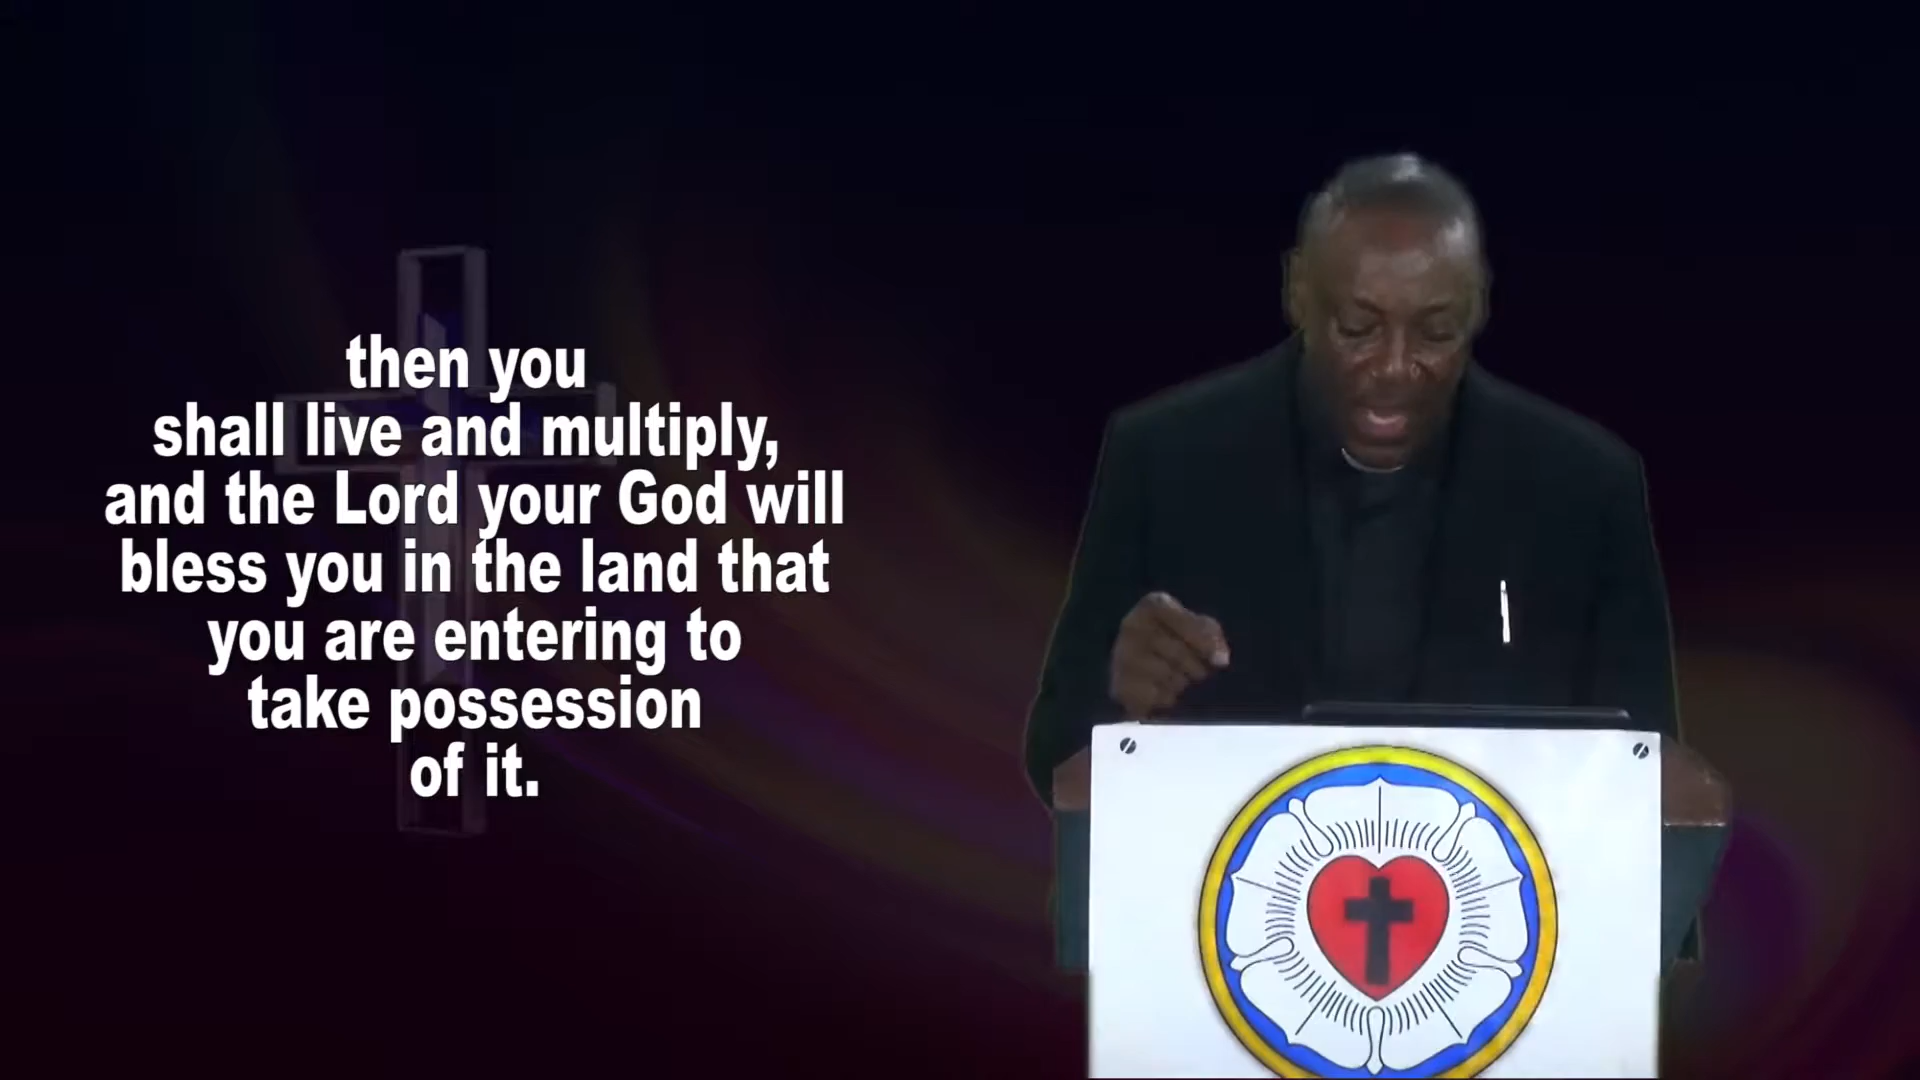 then you
shall live and multiply,
and the Lord your God will
bless you in the land that
you are entering to
take possession
of it.